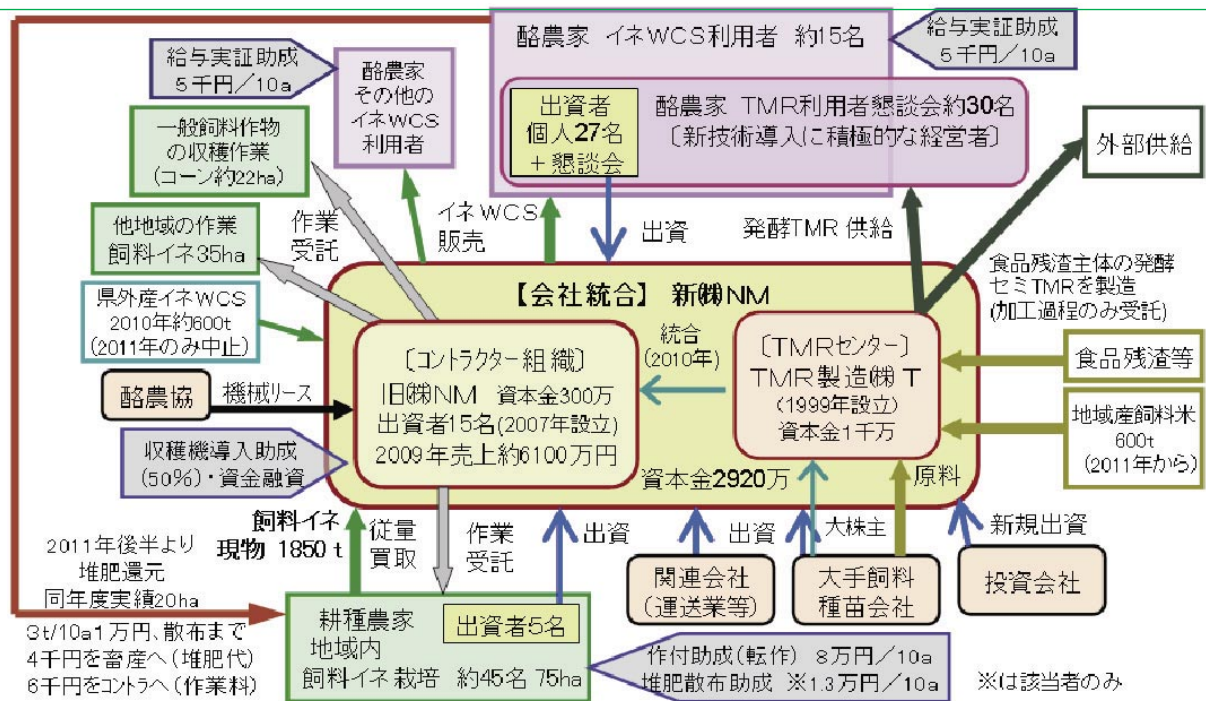 給与実証助成
5千円／10a
酪農家
その他の
イネWCS
利用者
酪農家 イネWCS利用者 約15名
給与実証助成
5千円／10a
出資者
個人27名
＋懇談会
酪農家 TMR利用者懇談会約30名
〔新技術導入に積極的な経営者〕
外部供給
一般飼料作物
の収穫作業
(コーン約22ha)
他地域の作業
飼料イネ35ha
作業
受託
イネWCS
販売
出資
発酵TMR 供給
食品残渣主体の発酵
セミTMRを製造
(加工過程のみ受託)
県外産イネWCS
2010年約600t
(2011年のみ中止)
【会社統合】 新㈱NM
〔コントラクター組織〕
旧㈱NM 資本金300万
出資者15名(2007年設立)
2009年売上約6100万円
統合
(2010年)
〔TMRセンター〕
TMR製造㈱ T
(1999年設立)
資本金1千万
食品残渣等
地域産飼料米
600t
(2011年から)
酪農協
機械リース
収穫機導入助成
(50%)・資金融資
資本金2920万
原料
飼料イネ
現物 1850 t
従量
買取
作業
受託
出資
出資
大株主
新規出資
関連会社
(運送業等)
大手飼料
種苗会社
投資会社
2011年後半より
堆肥還元
同年度実績20ha
3t/10a1万円、散布まで
4千円を畜産へ(堆肥代)
6千円をコントラへ(作業料)
耕種農家
地域内
飼料イネ栽培 約45名 75ha
出資者5名
作付助成(転作) 8万円／10a
堆肥散布助成 ※1.3万円／10a
※は該当者のみ